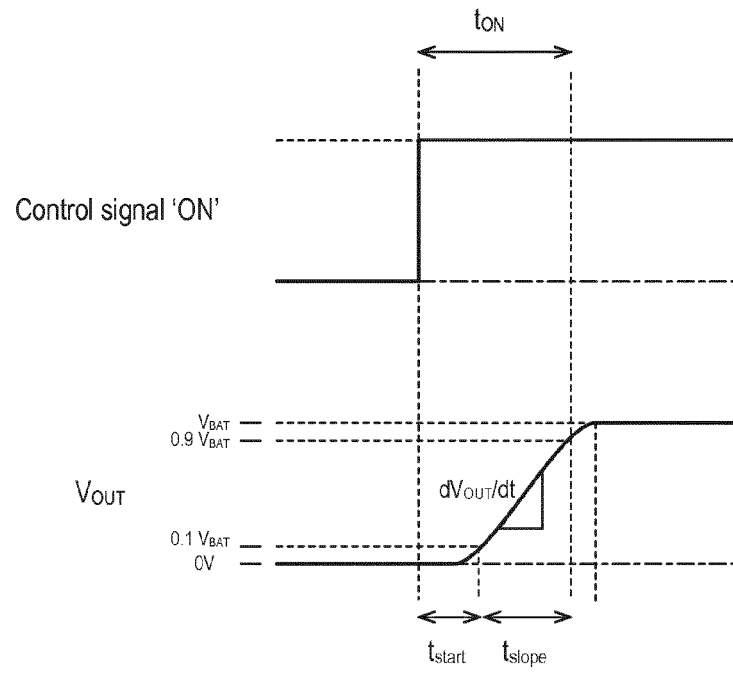 tON
Control signal ‘ON’
VBAT
0.9 VBAT
VOUT
dVOUT/dt
0.1 VBAT
0V
tstart
tslope